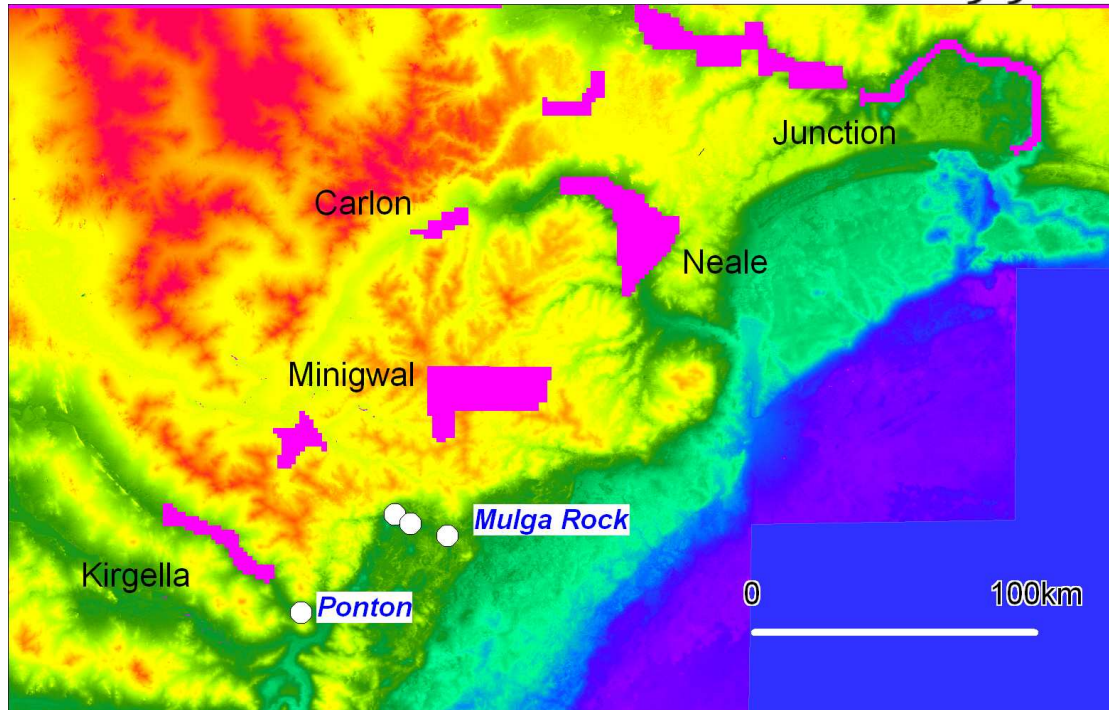 Junction
Carlon
Neale
Minigwal
Mulga Rock
Kirgella
Ponton
0 100km